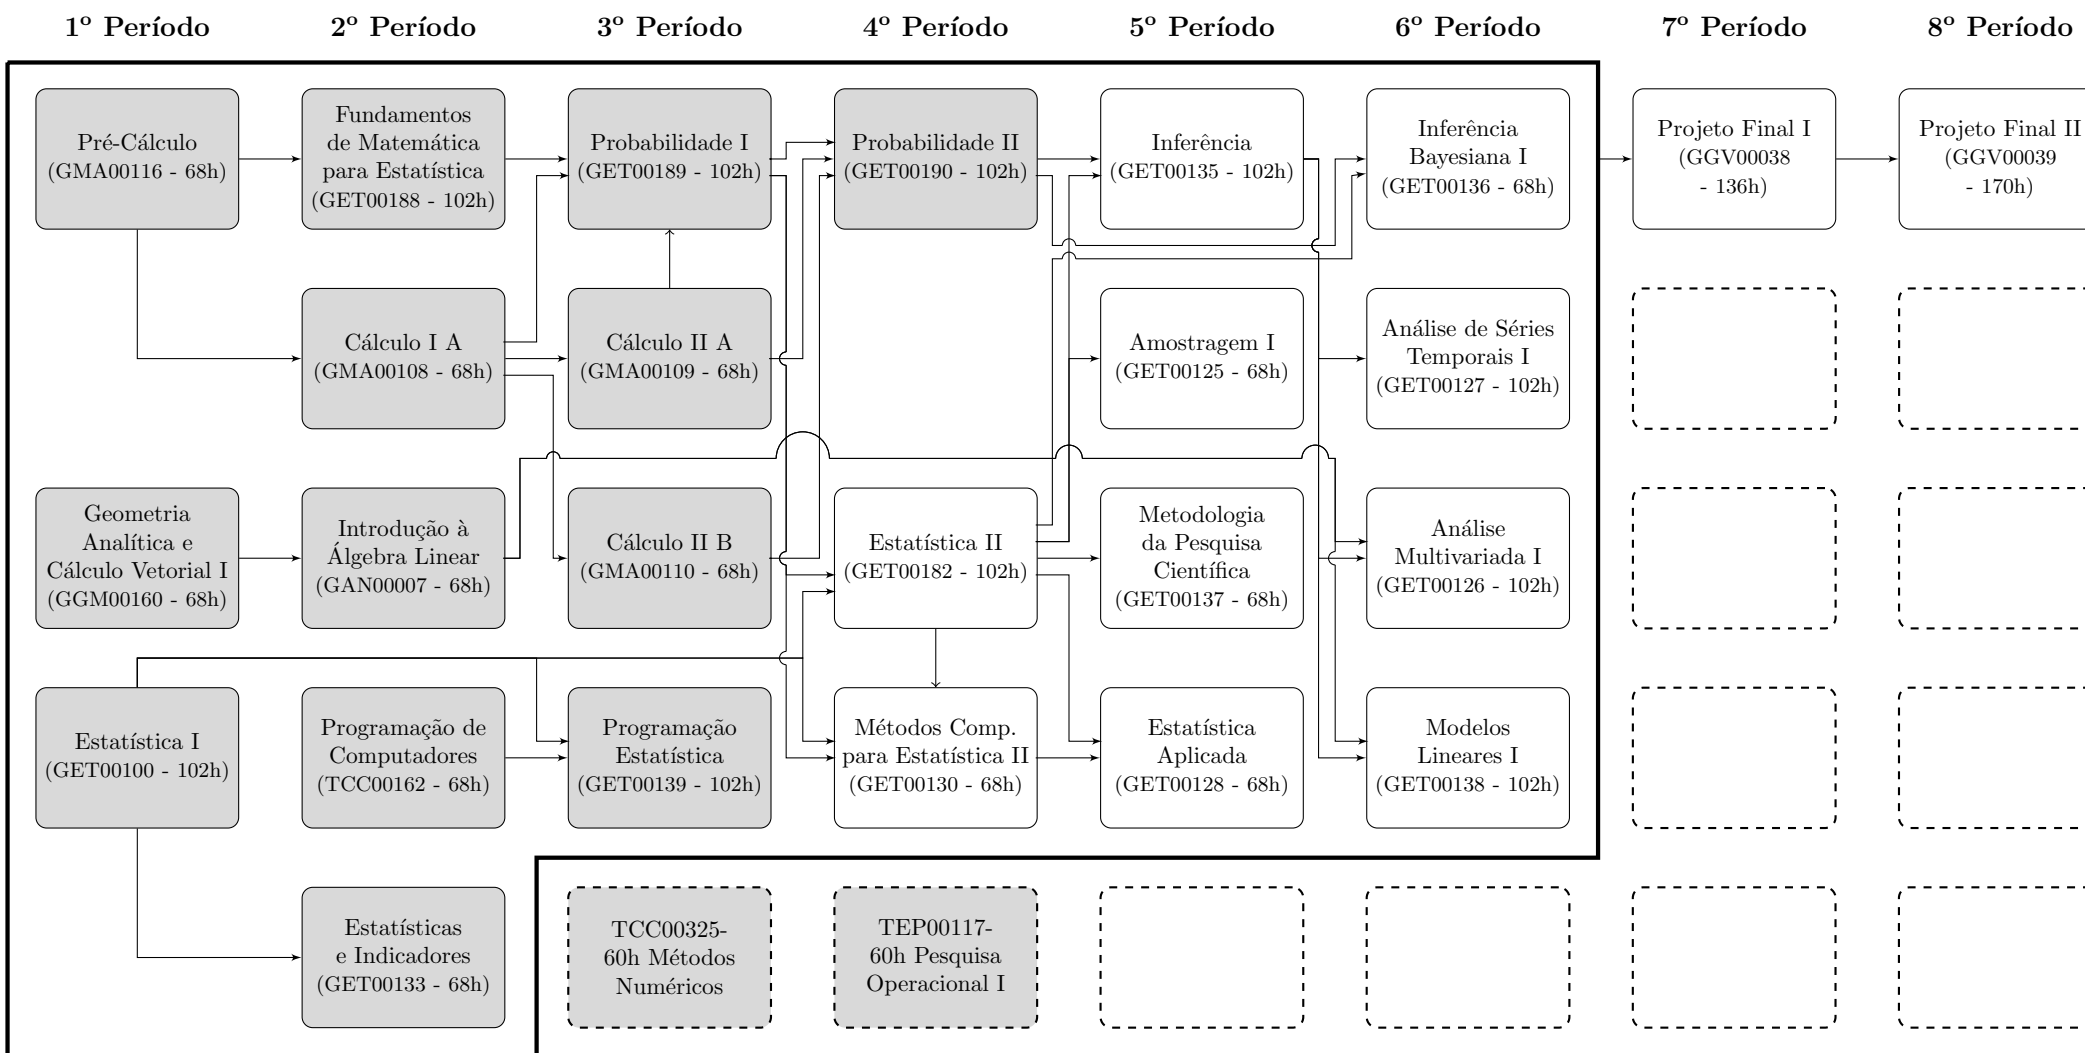 1º Período
2º Período
3º Período
4º Período
5º Período
6º Período
7º Período
8º Período
Pré-Cálculo
(GMA00116 - 68h)
Fundamentos
de Matemática
para Estatística
(GET00188 - 102h)
Probabilidade I
(GET00189 - 102h)
Probabilidade II
(GET00190 - 102h)
Inferência
(GET00135 - 102h)
Inferência
Bayesiana I
(GET00136 - 68h)
Projeto Final I
(GGV00038
- 136h)
Projeto Final II
(GGV00039
- 170h)
Cálculo I A
(GMA00108 - 68h)
Cálculo II A
(GMA00109 - 68h)
Amostragem I
(GET00125 - 68h)
Análise de Séries
Temporais I
(GET00127 - 102h)
Geometria
Analítica e
Cálculo Vetorial I
(GGM00160 - 68h)
Introdução à
Álgebra Linear
(GAN00007 - 68h)
Cálculo II B
(GMA00110 - 68h)
Estatística II
(GET00182 - 102h)
Metodologia
da Pesquisa
Científica
(GET00137 - 68h)
Análise
Multivariada I
(GET00126 - 102h)
Estatística I
(GET00100 - 102h)
Programação de
Computadores
(TCC00162 - 68h)
Programação
Estatística
(GET00139 - 102h)
Métodos Comp.
para Estatística II
(GET00130 - 68h)
Estatística
Aplicada
(GET00128 - 68h)
Modelos
Lineares I
(GET00138 - 102h)
Estatísticas
e Indicadores
(GET00133 - 68h)
TCC00325-
60h Métodos
Numéricos
TEP00117-
60h Pesquisa
Operacional I